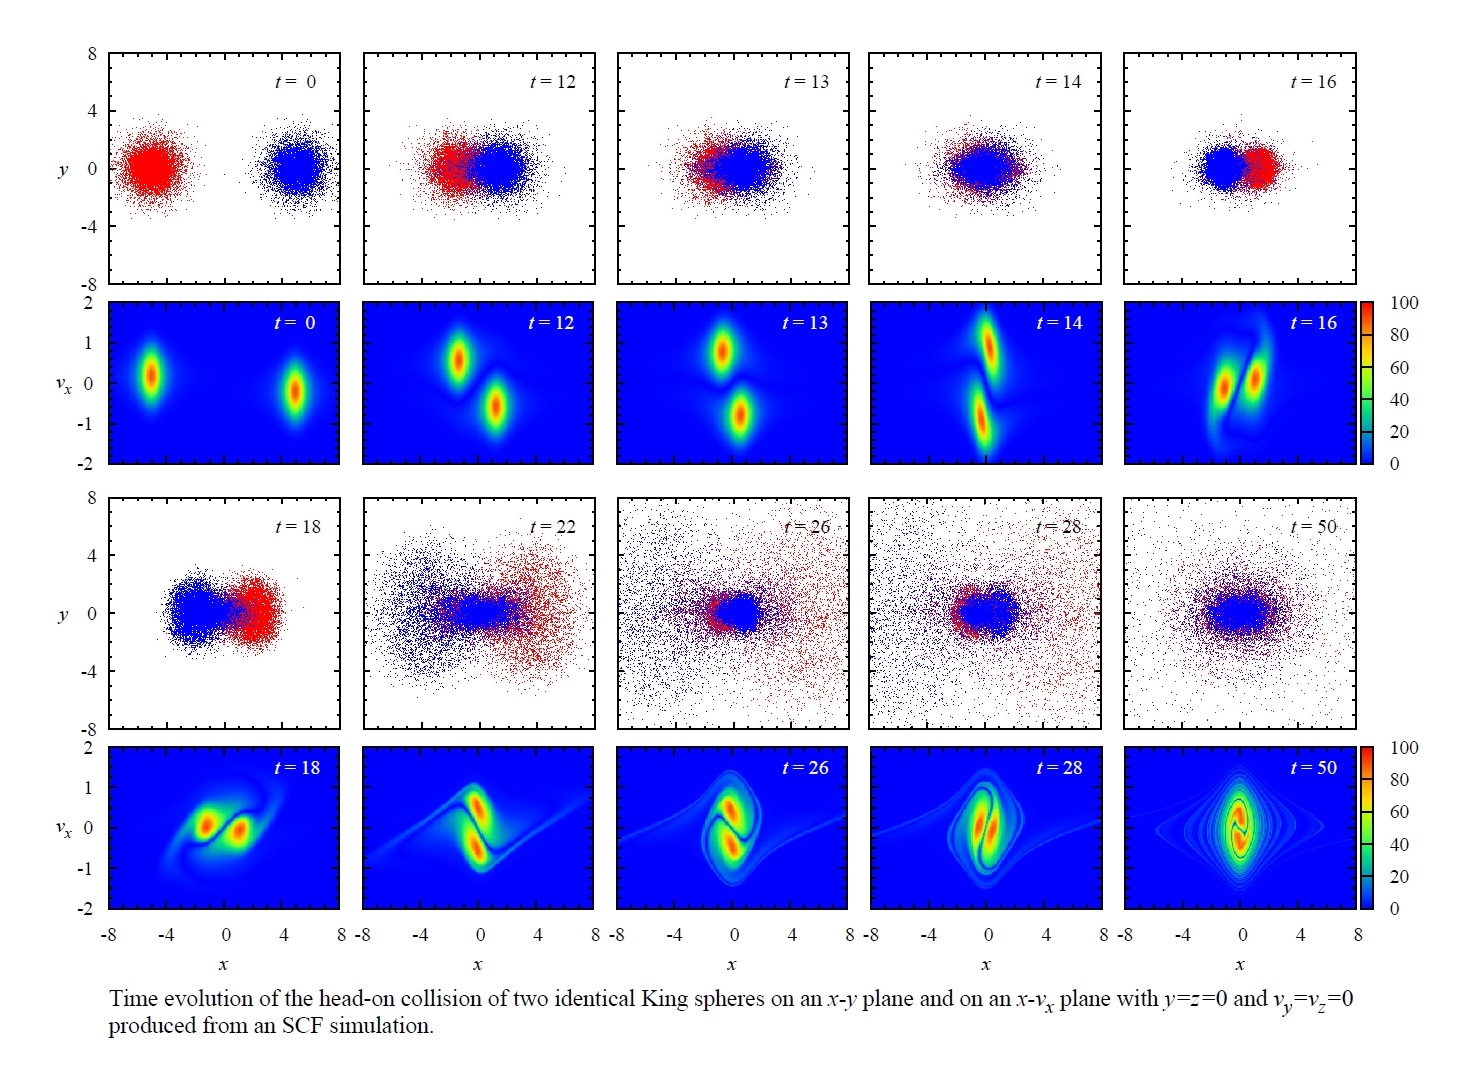 8
4
y 0
-4
-8
t = 0
t = 12
t = 13
t = 14
t = 16
2
1
vx 0
-1
-2
t = 0
t = 12
t = 13
t = 14
t = 16
100
80
60
40
20
0
8
4
y 0
-4
-8
t = 18
t = 22
t = 26
t = 28
t = 50
2
1
vx 0
-1
-2
t = 18
t = 26
t = 28
t = 50
100
80
60
40
20
0
-8 -4 0 4 8 -8 -4 0 4 8 -8 -4 0 4 8 -8 -4 0 4 8 -8 -4 0 4 8
x x x x x
Time evolution of the head-on collision of two identical King spheres on an x-y plane and on an x-vx plane with y=z=0 and vy=vz=0
produced from an SCF simulation.